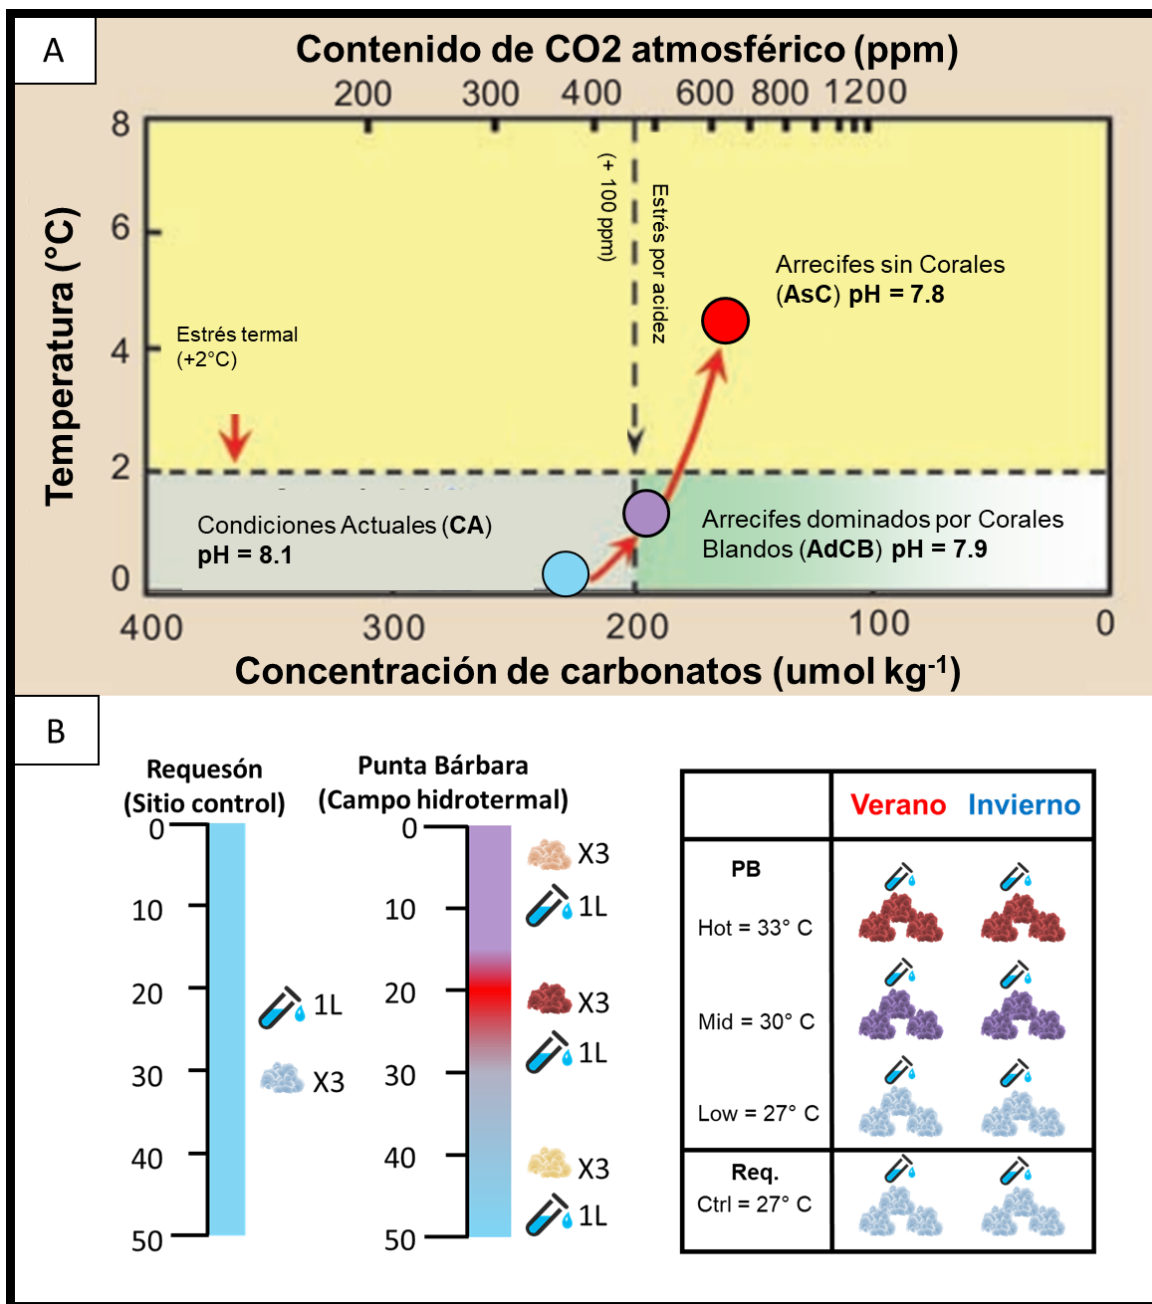 A
Contenido de CO2 atmosférico (ppm)
200 300 400 600 800 1200
8
6
4
2
0
Temperatura (°C)
(+ 100 ppm)
Estrés por acidez
Arrecifes sin Corales
(AsC) pH = 7.8
Estrés termal
(+2°C)
Condiciones Actuales (CA)
pH = 8.1
Arrecifes dominados por Corales
Blandos (AdCB) pH = 7.9
400 300 200 100 0
Concentración de carbonatos (umol kg-1)
B
Requesón
(Sitio control)
0
10
20
30
40
50
1L
X3
Punta Bárbara
(Campo hidrotermal)
0
10
20
30
40
50
X3
1L
X3
1L
X3
1L
Verano Invierno
PB
Hot = 33° C
Mid = 30° C
Low = 27° C
Req.
Ctrl = 27° C